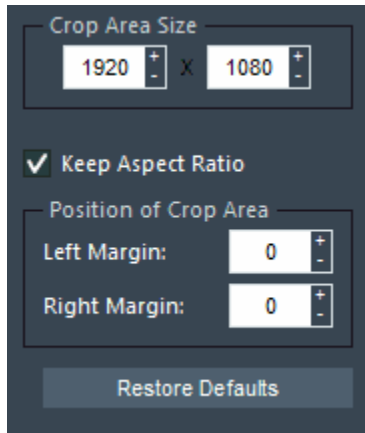 Crop Area Size
1920 + - X 1080 + -
Keep Aspect Ratio
Position of Crop Area
Left Margin: 0 + -
Right Margin: 0 + -
Restore Defaults